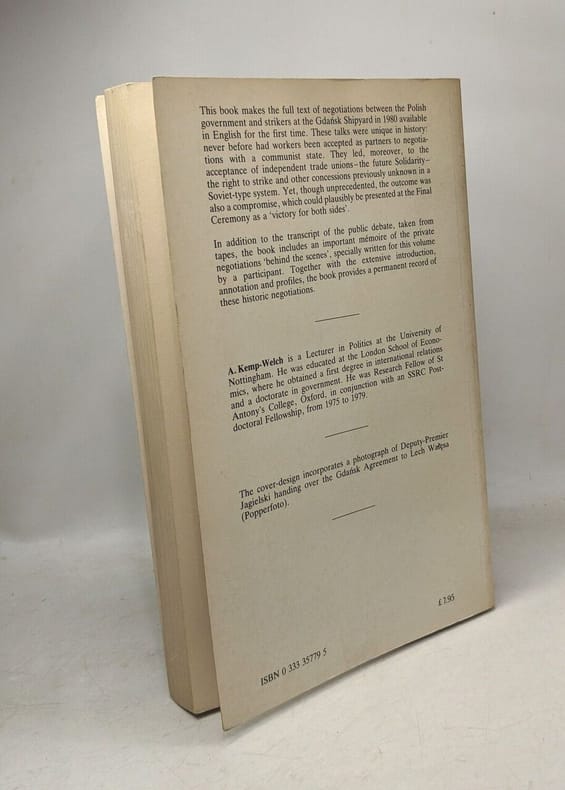 This book makes the full text of negotiations between the Polish
government and strikers at the Gdańsk Shipyard in 1980 available
in English for the first time. These talks were unique in history:
never before had workers been accepted as partners to negotia-
tions with a communist state. They led, moreover, to the
acceptance of independent trade unions–the future Solidarity–
the right to strike and other concessions previously unknown in a
Soviet-type system. Yet, though unprecedented, the outcome was
also a compromise, which could plausibly be presented at the Final
Ceremony as a ‘victory for both sides’.
In addition to the transcript of the public debate, taken from
tapes, the book includes an important mémoire of the private
negotiations ‘behind the scenes’, specially written for this volume
by a participant. Together with the extensive introduction,
annotation and profiles, the book provides a permanent record of
these historic negotiations.
A. Kemp-Welch is a Lecturer in Politics at the University of
Nottingham. He was educated at the London School of Econo-
mics, where he obtained a first degree in international relations
and a doctorate in government. He was Research Fellow of St
Antony's College, Oxford, in conjunction with an SSRC Post-
doctoral Fellowship, from 1975 to 1979.
The cover-design incorporates a photograph of Deputy-Premier
Jagielski handing over the Gdańsk Agreement to Lech Wałęsa
(Popperfoto).
£7.95
ISBN 0 333 35779 5